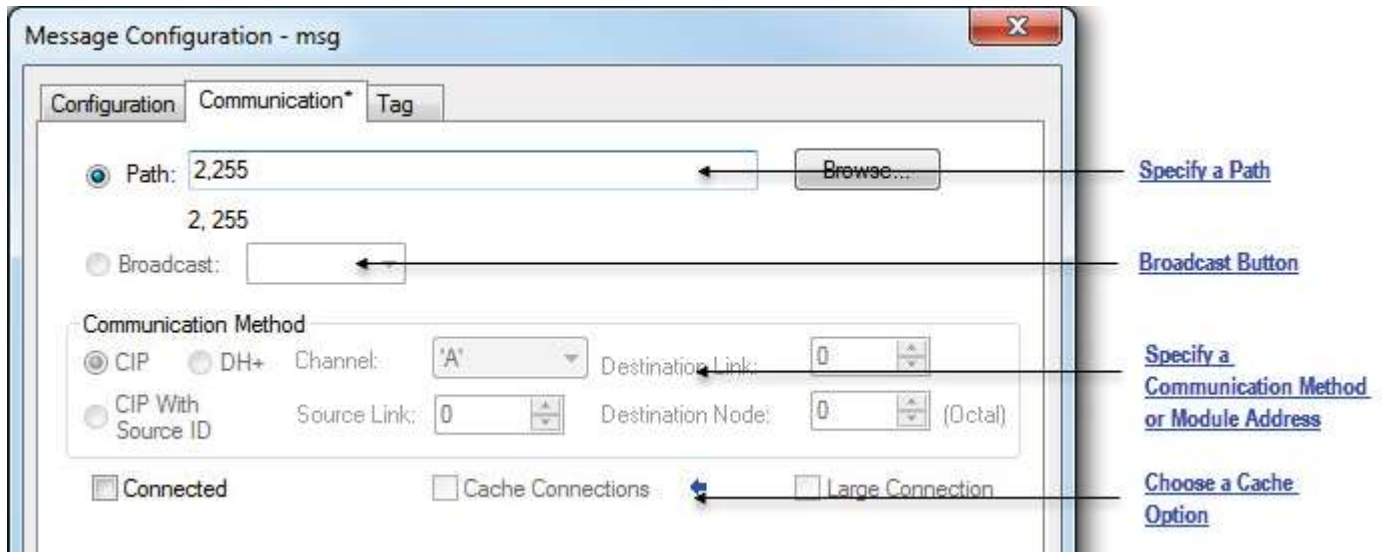 Message Configuration - msg
Configuration
Communication*
Tag
Path:
2,255
Browse...
Specify a Path
2, 255
Broadcast:
Broadcast Button
Communication Method
CIP
DH+
Channel:
'A'
Destination Link:
0
Specify a
Communication Method
or Module Address
CIP With
Source ID
Source Link:
0
Destination Node:
0
(Octal)
Connected
Cache Connections
Large Connection
Choose a Cache
Option